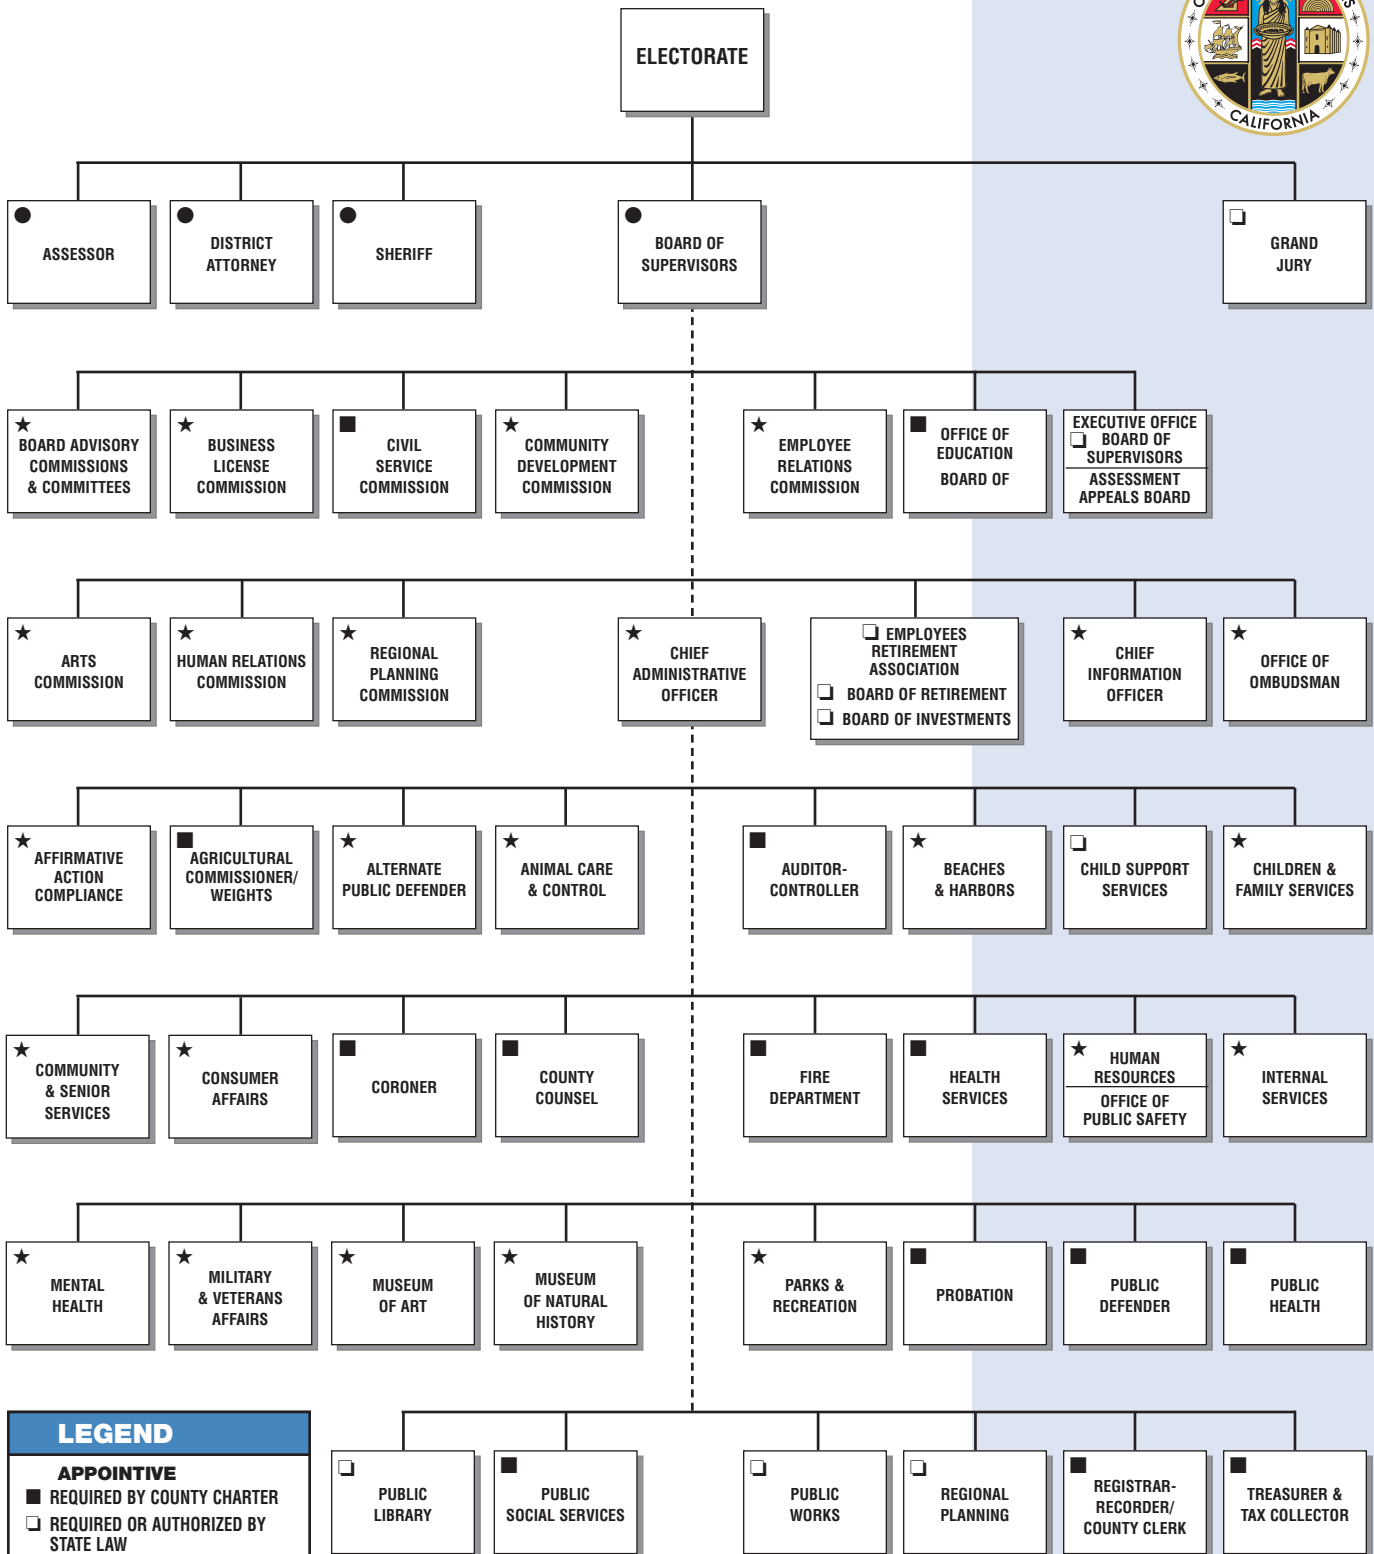 CALIFORNIA
ELECTORATE
ASSESSOR
DISTRICT
ATTORNEY
SHERIFF
BOARD OF
SUPERVISORS
GRAND
JURY
BOARD ADVISORY
COMMISSIONS
& COMMITTEES
BUSINESS
LICENSE
COMMISSION
CIVIL
SERVICE
COMMISSION
COMMUNITY
DEVELOPMENT
COMMISSION
EMPLOYEE
RELATIONS
COMMISSION
OFFICE OF
EDUCATION
BOARD OF
EXECUTIVE OFFICE
BOARD OF
SUPERVISORS
ASSESSMENT
APPEALS BOARD
ARTS
COMMISSION
HUMAN RELATIONS
COMMISSION
REGIONAL
PLANNING
COMMISSION
CHIEF
ADMINISTRATIVE
OFFICER
EMPLOYEES
RETIREMENT
ASSOCIATION
BOARD OF RETIREMENT
BOARD OF INVESTMENTS
CHIEF
INFORMATION
OFFICER
OFFICE OF
OMBUDSMAN
AFFIRMATIVE
ACTION
COMPLIANCE
AGRICULTURAL
COMMISSIONER/
WEIGHTS
ALTERNATE
PUBLIC DEFENDER
ANIMAL CARE
& CONTROL
AUDITOR-
CONTROLLER
BEACHES
& HARBORS
CHILD SUPPORT
SERVICES
CHILDREN &
FAMILY SERVICES
COMMUNITY
& SENIOR
SERVICES
CONSUMER
AFFAIRS
CORONER
COUNTY
COUNSEL
FIRE
DEPARTMENT
HEALTH
SERVICES
HUMAN
RESOURCES
OFFICE OF
PUBLIC SAFETY
INTERNAL
SERVICES
MENTAL
HEALTH
MILITARY
& VETERANS
AFFAIRS
MUSEUM
OF ART
MUSEUM
OF NATURAL
HISTORY
PARKS &
RECREATION
PROBATION
PUBLIC
DEFENDER
PUBLIC
HEALTH
LEGEND
APPOINTIVE
REQUIRED BY COUNTY CHARTER
REQUIRED OR AUTHORIZED BY
STATE LAW
PUBLIC
LIBRARY
PUBLIC
SOCIAL SERVICES
PUBLIC
WORKS
REGIONAL
PLANNING
REGISTRAR-
RECORDER/
COUNTY CLERK
TREASURER &
TAX COLLECTOR